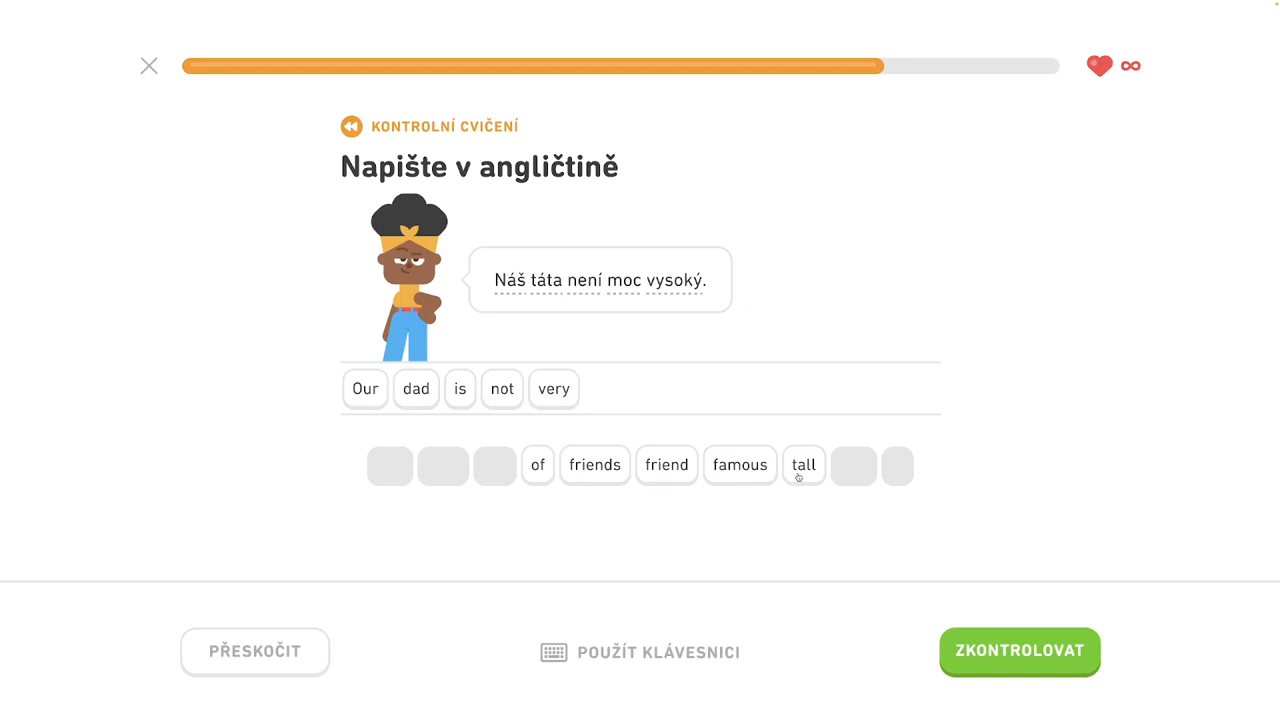 KONTROLNÍ CVIČENÍ
Napište v angličtině
Náš táta není moc vysoký.
Our dad is not very
of friends friend famous tall
PŘESKOČIT POUŽÍT KLÁVESNICI ZKONTROLOVAT